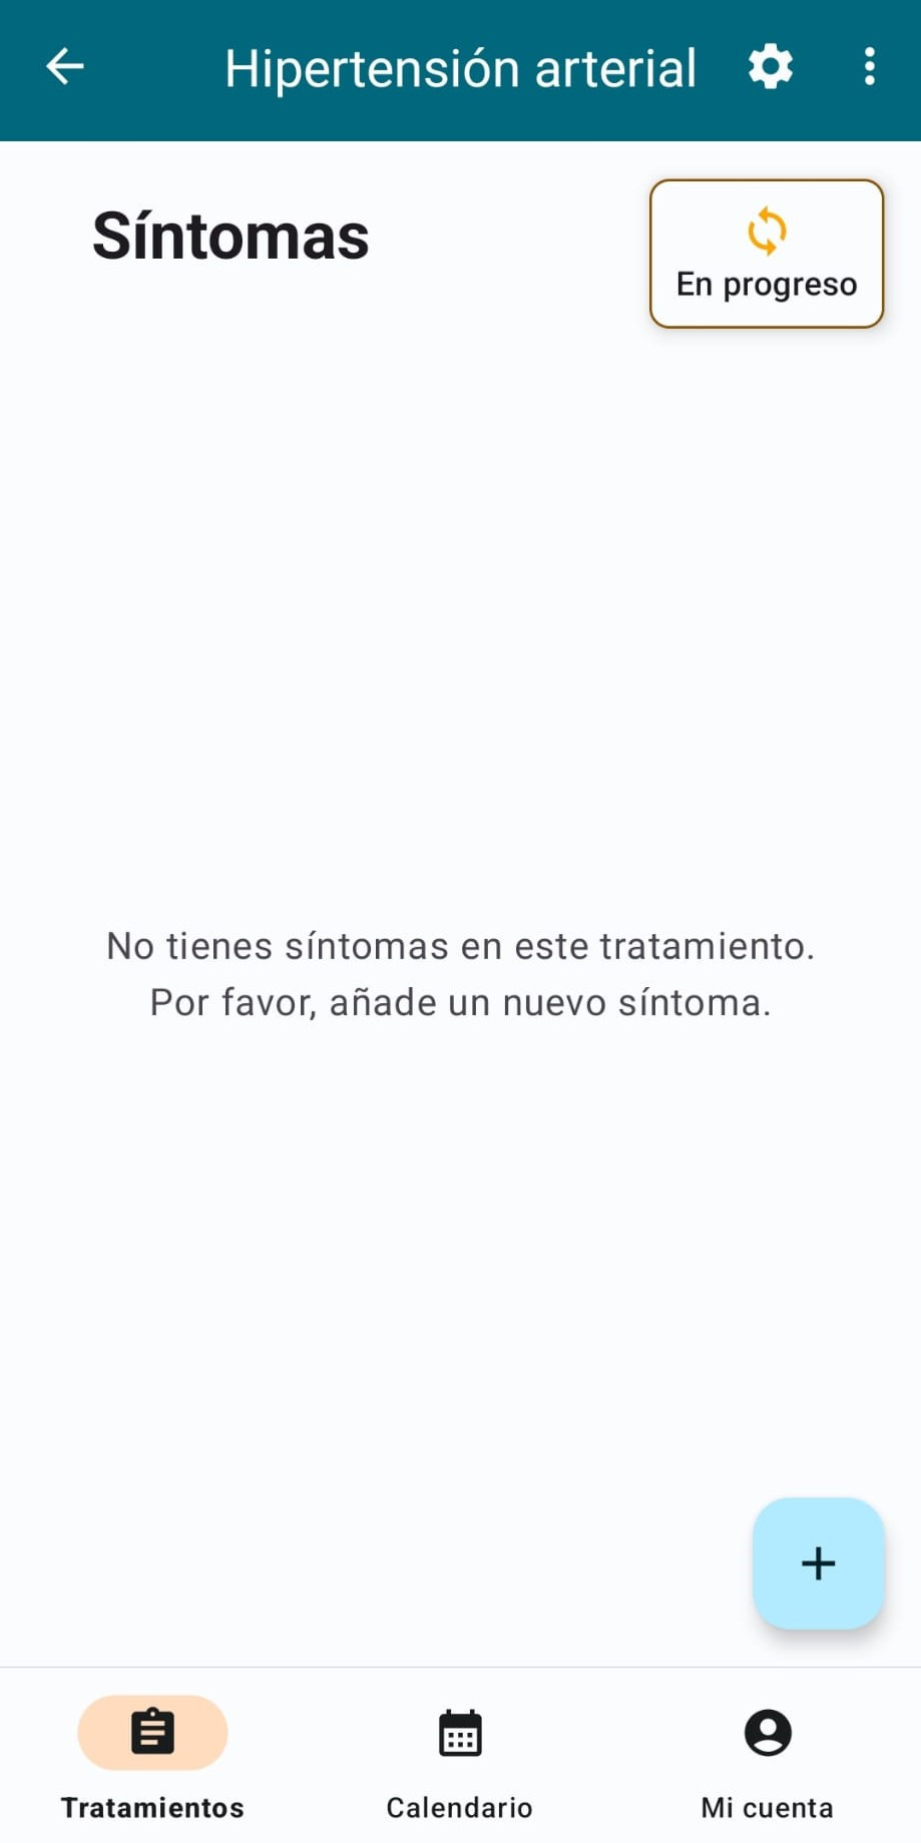 Hipertensión arterial
Síntomas
En progreso
No tienes síntomas en este tratamiento.
Por favor, añade un nuevo síntoma.
Tratamientos
Calendario
Mi cuenta